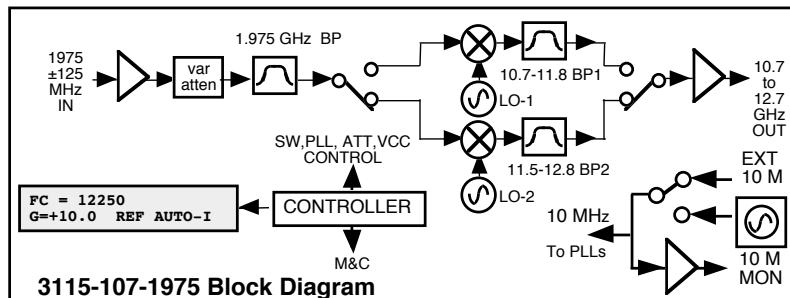 1975
±125
MHz
IN
var
atten
1.975 GHz BP
10.7-11.8 BP1
LO-1
11.5-12.8 BP2
LO-2
10.7
to
12.7
GHz
OUT
SW,PLL, ATT,VCC
CONTROL
FC = 12250
G=+10.0 REF AUTO-I
CONTROLLER
M&C
EXT
10 M
10 MHz
To PLLs
10 M
MON
3115-107-1975 Block Diagram